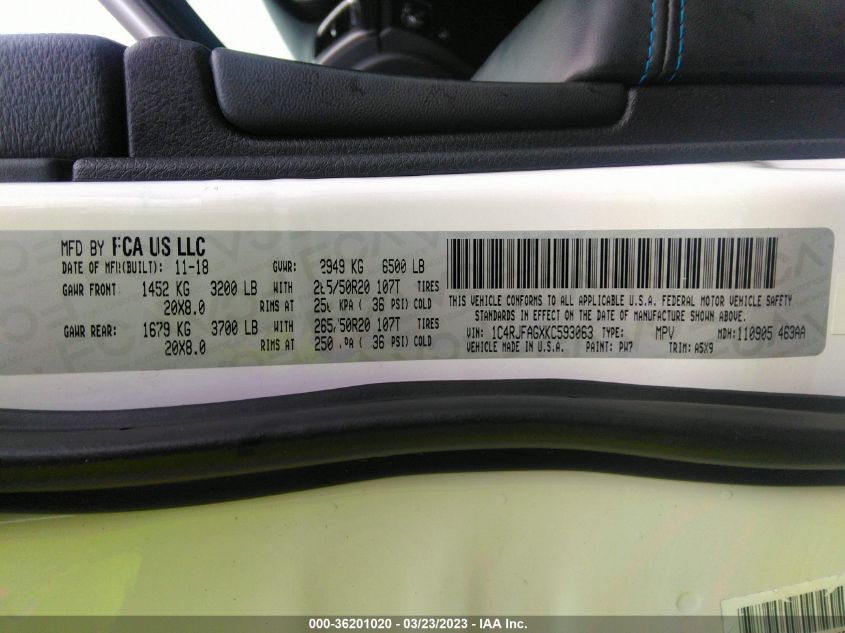 MFD BY FCA US LLC
DATE OF MFR(BUILT): 11-18 GVWR: 2949 KG 6500 LB
GAWR FRONT 1452 KG 3200 LB WITH 265/50R20 107T TIRES
20X8.0 RIMS AT 250 KPA ( 36 PSI) COLD
GAWR REAR: 1679 KG 3700 LB WITH 265/50R20 107T TIRES
20X8.0 RIMS AT 250 KPA ( 36 PSI) COLD
THIS VEHICLE CONFORMS TO ALL APPLICABLE U.S.A. FEDERAL MOTOR VEHICLE SAFETY
STANDARDS IN EFFECT ON THE DATE OF MANUFACTURE SHOWN ABOVE.
VIN: 1C4RJFAGXKC593063 TYPE: MPV MDH: 110905 463AA
VEHICLE MADE IN U.S.A. PAINT: PW7 TRIM: A5X9
000-36201020 - 03/23/2023 - IAA Inc.